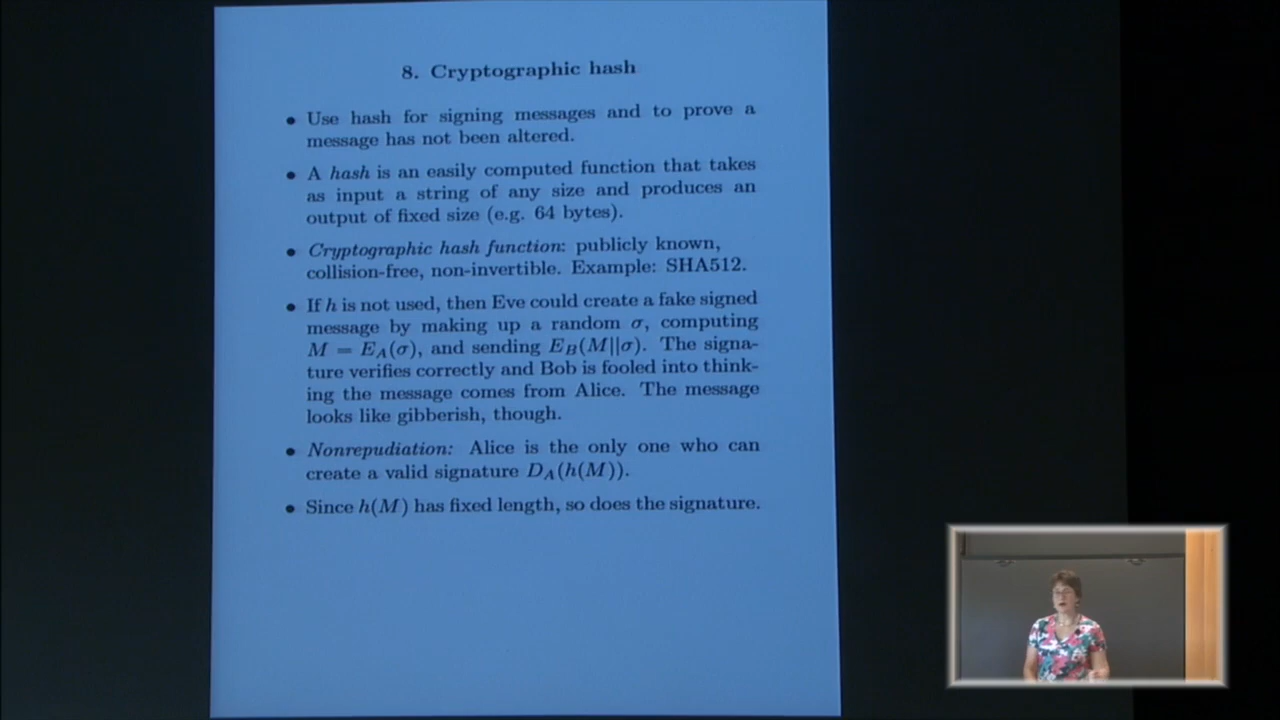 8. Cryptographic hash
• Use hash for signing messages and to prove a
message has not been altered.
• A hash is an easily computed function that takes
as input a string of any size and produces an
output of fixed size (e.g. 64 bytes).
• Cryptographic hash function: publicly known,
collision-free, non-invertible. Example: SHA512.
• If h is not used, then Eve could create a fake signed
message by making up a random σ, computing
M = E_A(σ), and sending E_B(M||σ). The signa-
ture verifies correctly and Bob is fooled into think-
ing the message comes from Alice. The message
looks like gibberish, though.
• Nonrepudiation: Alice is the only one who can
create a valid signature D_A(h(M)).
• Since h(M) has fixed length, so does the signature.